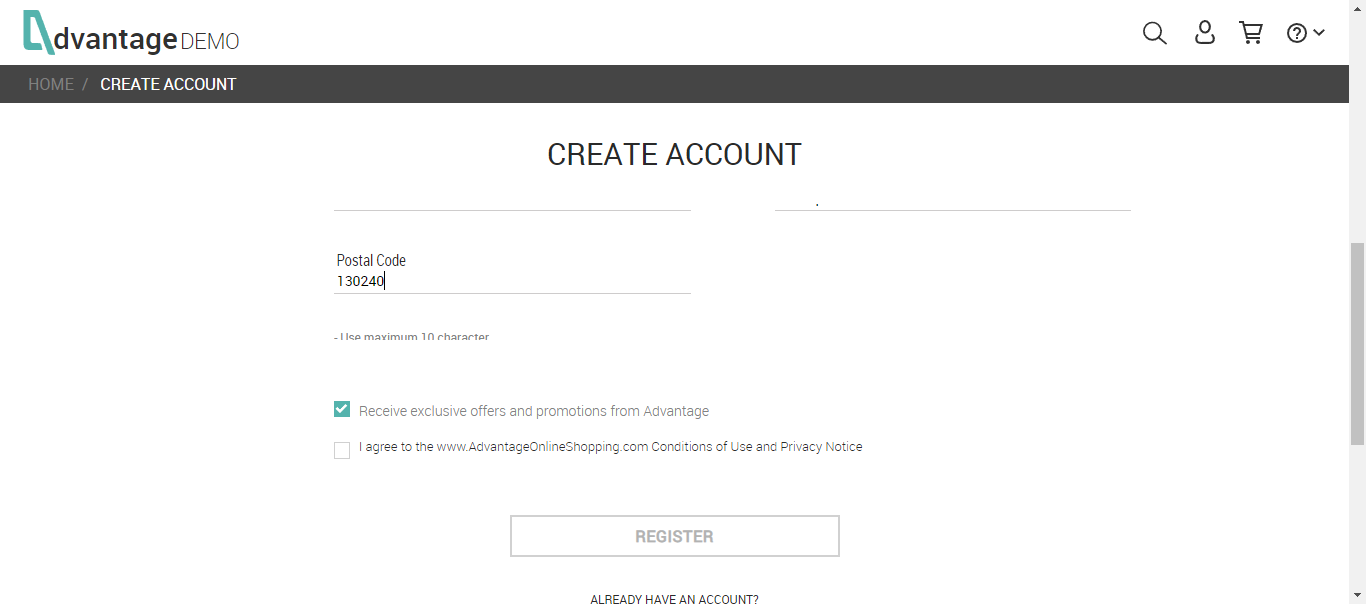 dvantage DEMO
HOME / CREATE ACCOUNT
CREATE ACCOUNT
Postal Code
130240
- Use maximum 10 character
Receive exclusive offers and promotions from Advantage
I agree to the www.AdvantageOnlineShopping.com Conditions of Use and Privacy Notice
REGISTER
ALREADY HAVE AN ACCOUNT?